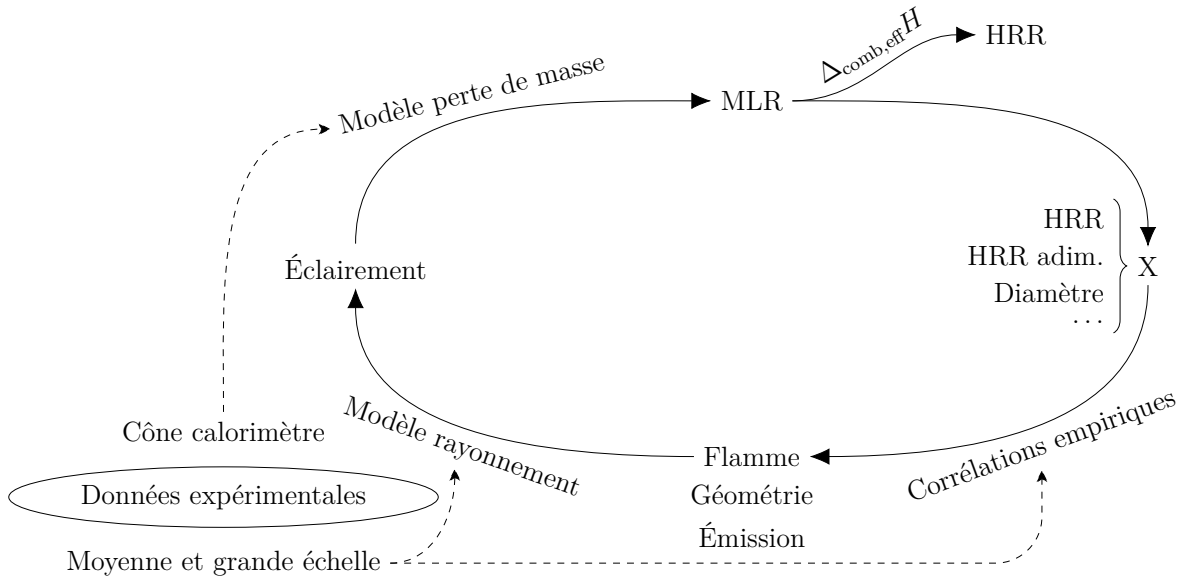 Δcomb,effH
HRR
Modèle perte de masse
MLR
HRR
HRR adim.
Diamètre
. . .
X
Éclairement
Modèle rayonnement
Corrélations empiriques
Cône calorimètre
Flamme
Géométrie
Émission
Données expérimentales
Moyenne et grande échelle